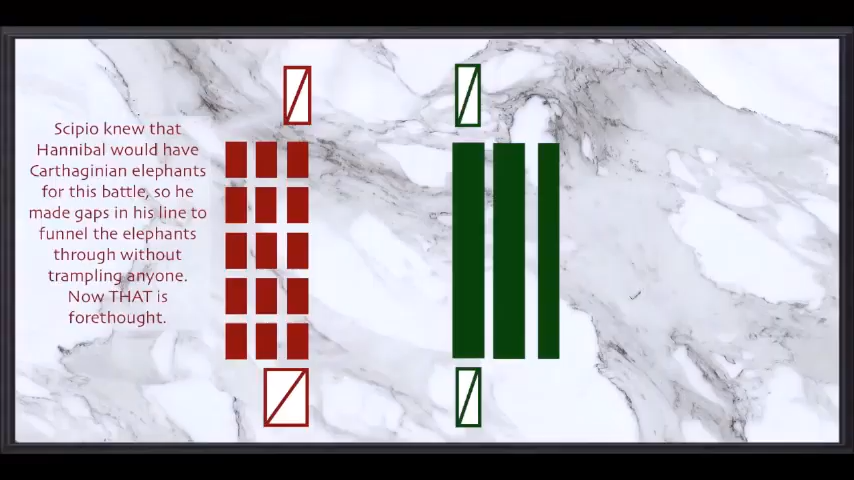 Scipio knew that
Hannibal would have
Carthaginian elephants
for this battle, so he
made gaps in his line to
funnel the elephants
through without
trampling anyone.
Now THAT is
forethought.